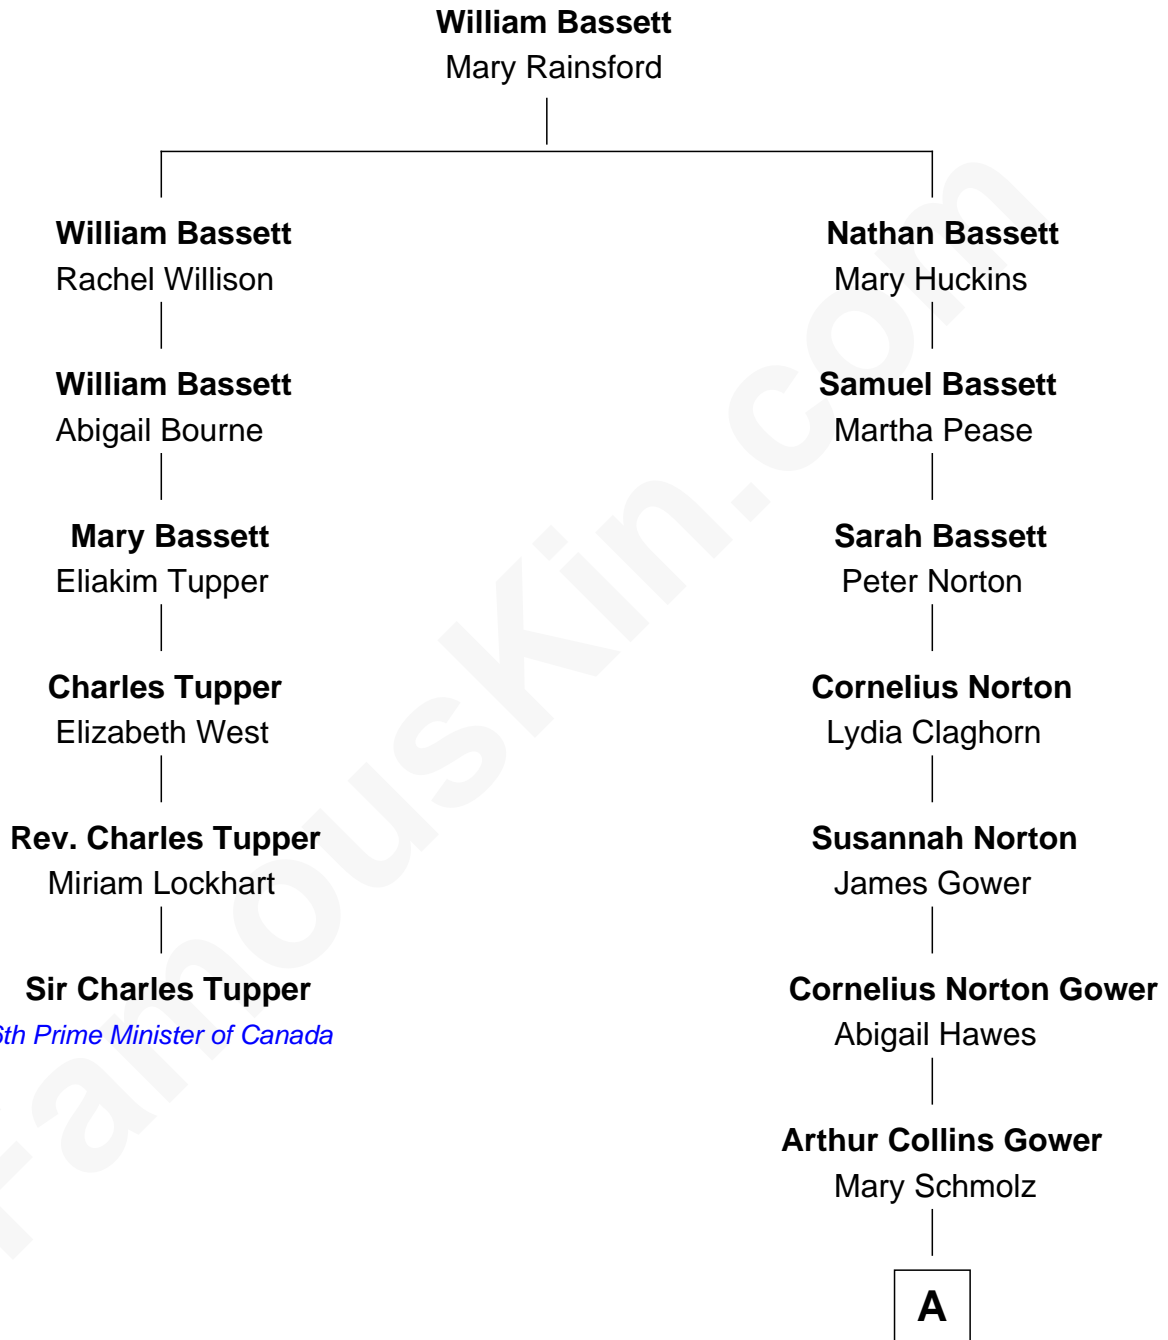 William Bassett
Mary Rainsford
William Bassett
Rachel Willison
William Bassett
Abigail Bourne
Mary Bassett
Eliakim Tupper
Charles Tupper
Elizabeth West
Rev. Charles Tupper
Miriam Lockhart
Sir Charles Tupper
6th Prime Minister of Canada
Nathan Bassett
Mary Huckins
Samuel Bassett
Martha Pease
Sarah Bassett
Peter Norton
Cornelius Norton
Lydia Claghorn
Susannah Norton
James Gower
Cornelius Norton Gower
Abigail Hawes
Arthur Collins Gower
Mary Schmolz
A
FamousKin.com